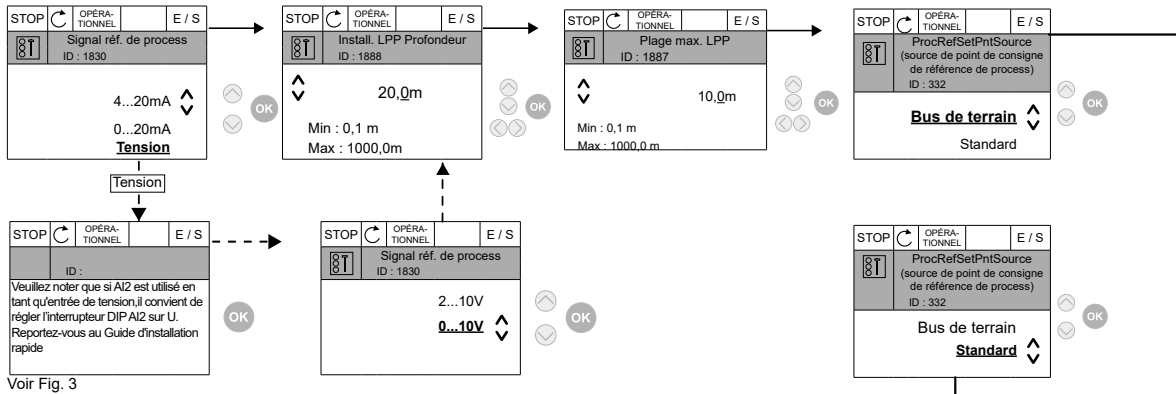 STOP
OPÉRA-
TIONNEL
E / S
Signal réf. de process
ID : 1830
4...20mA
0...20mA
Tension
OK
Tension
STOP
OPÉRA-
TIONNEL
E / S
Install. LPP Profondeur
ID : 1888
20,0m
Min : 0,1 m
Max : 1000,0m
OK
STOP
OPÉRA-
TIONNEL
E / S
Plage max. LPP
ID : 1887
10,0m
Min : 0,1 m
Max : 1000,0 m
OK
STOP
OPÉRA-
TIONNEL
E / S
ProcRefSetPntSource
(source de point de consigne
de référence de process)
ID : 332
Bus de terrain
Standard
OK
STOP
OPÉRA-
TIONNEL
E / S
ID :
Veuillez noter que si AI2 est utilisé en
tant qu'entrée de tension,il convient de
régler l'interrupteur DIP AI2 sur U.
Reportez-vous au Guide d'installation
rapide
OK
Voir Fig. 3
STOP
OPÉRA-
TIONNEL
E / S
Signal réf. de process
ID : 1830
2...10V
0...10V
OK
STOP
OPÉRA-
TIONNEL
E / S
ProcRefSetPntSource
(source de point de consigne
de référence de process)
ID : 332
Bus de terrain
Standard
OK